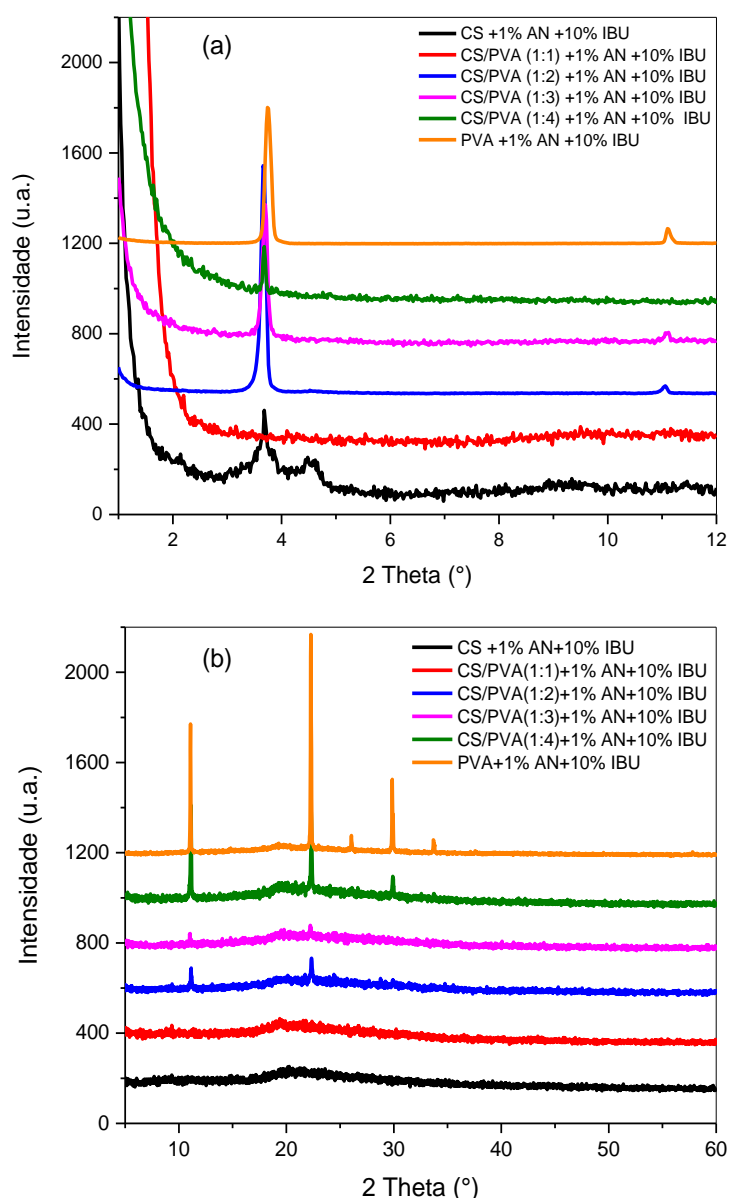 (a)
CS +1% AN +10% IBU
CS/PVA (1:1) +1% AN +10% IBU
CS/PVA (1:2) +1% AN +10% IBU
CS/PVA (1:3) +1% AN +10% IBU
CS/PVA (1:4) +1% AN +10% IBU
PVA +1% AN +10% IBU
Intensidade (u.a.)
2200
1800
1600
1200
800
400
0
2 4 6 8 10 12
2 Theta (°)
(b)
CS +1% AN+10% IBU
CS/PVA(1:1)+1% AN+10% IBU
CS/PVA(1:2)+1% AN+10% IBU
CS/PVA(1:3)+1% AN+10% IBU
CS/PVA(1:4)+1% AN+10% IBU
PVA+1% AN+10% IBU
Intensidade (u.a.)
2200
1800
1600
1200
800
400
0
10 20 30 40 50 60
2 Theta (°)